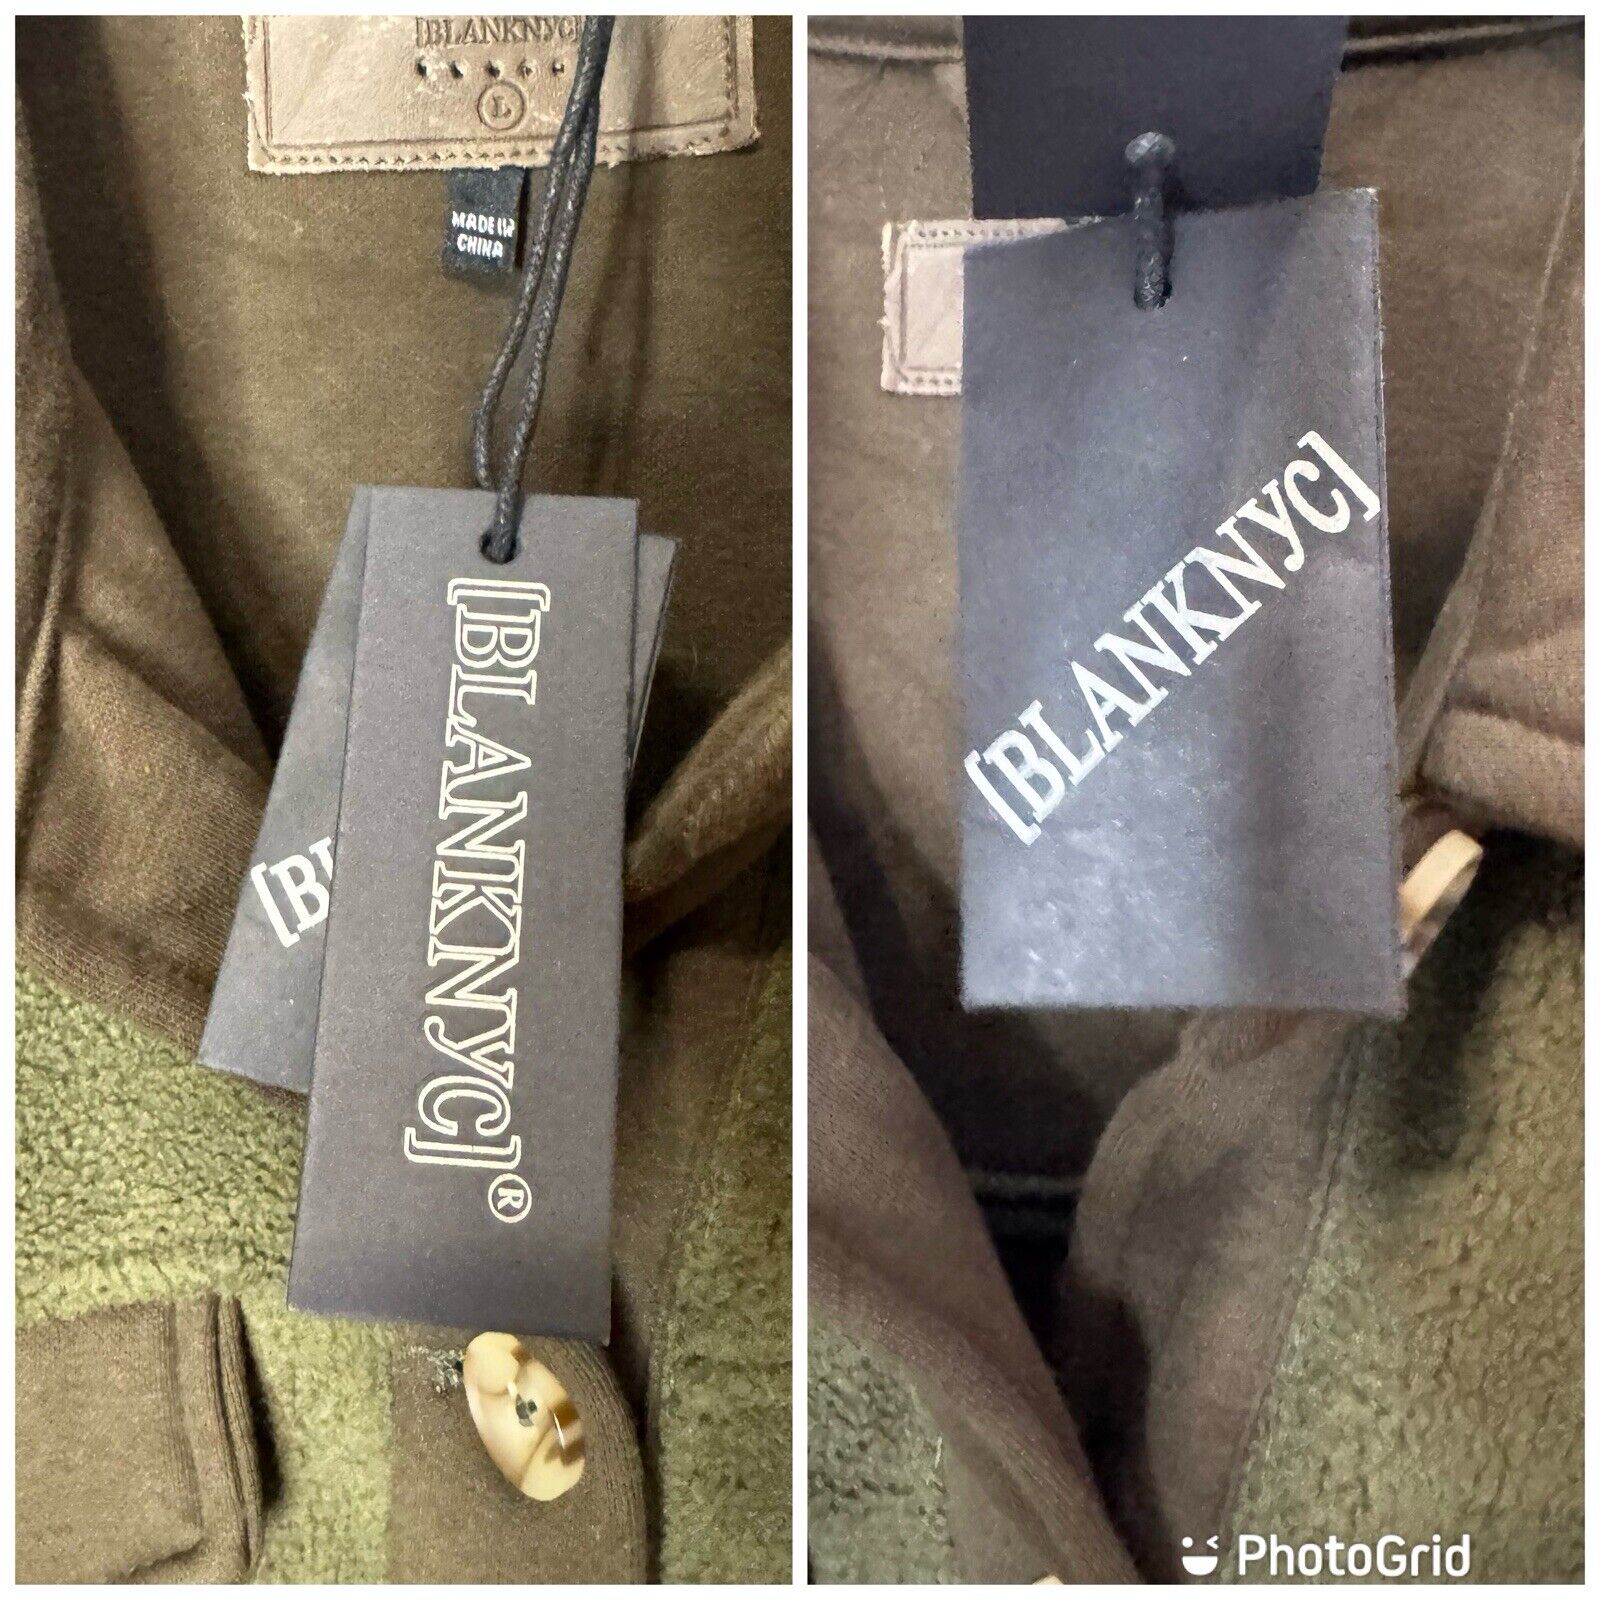 [BLANKNYC]
L
MADE IN
CHINA
[BL
[BLANKNYC]®
[BLANKNYC]
PhotoGrid